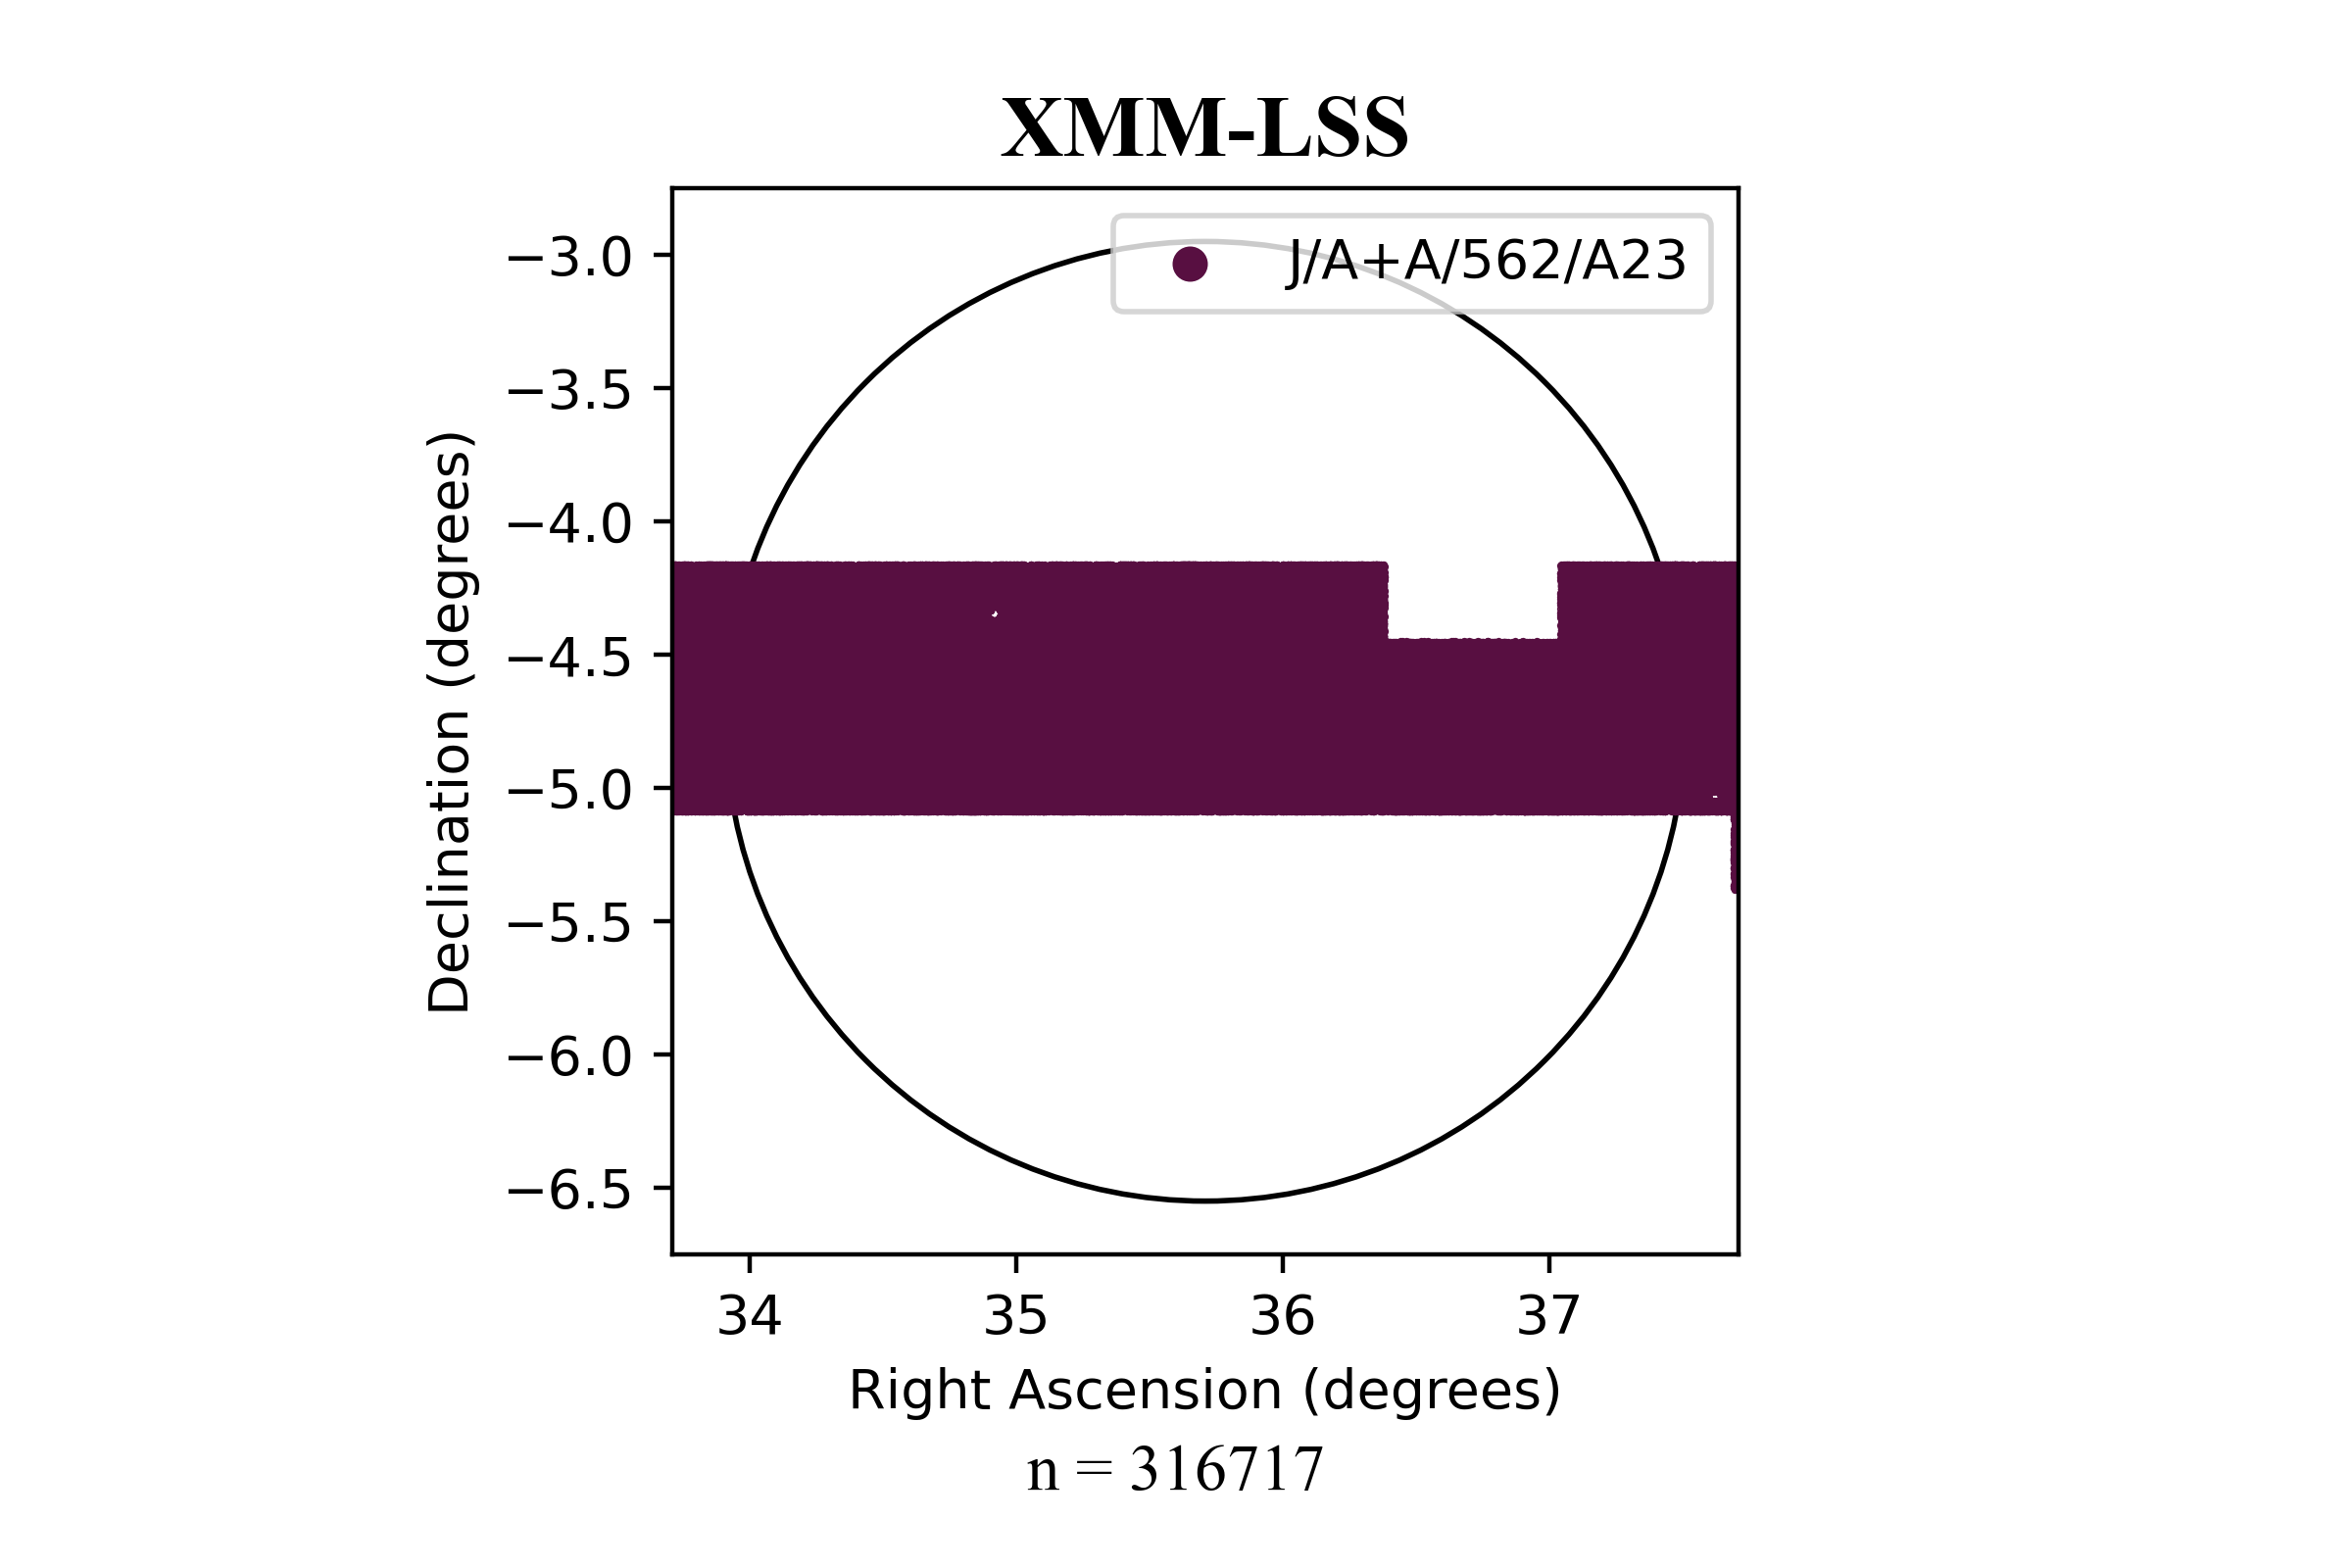 XMM-LSS
J/A+A/562/A23
Declination (degrees)
−3.0
−3.5
−4.0
−4.5
−5.0
−5.5
−6.0
−6.5
34 35 36 37
Right Ascension (degrees)
n = 316717